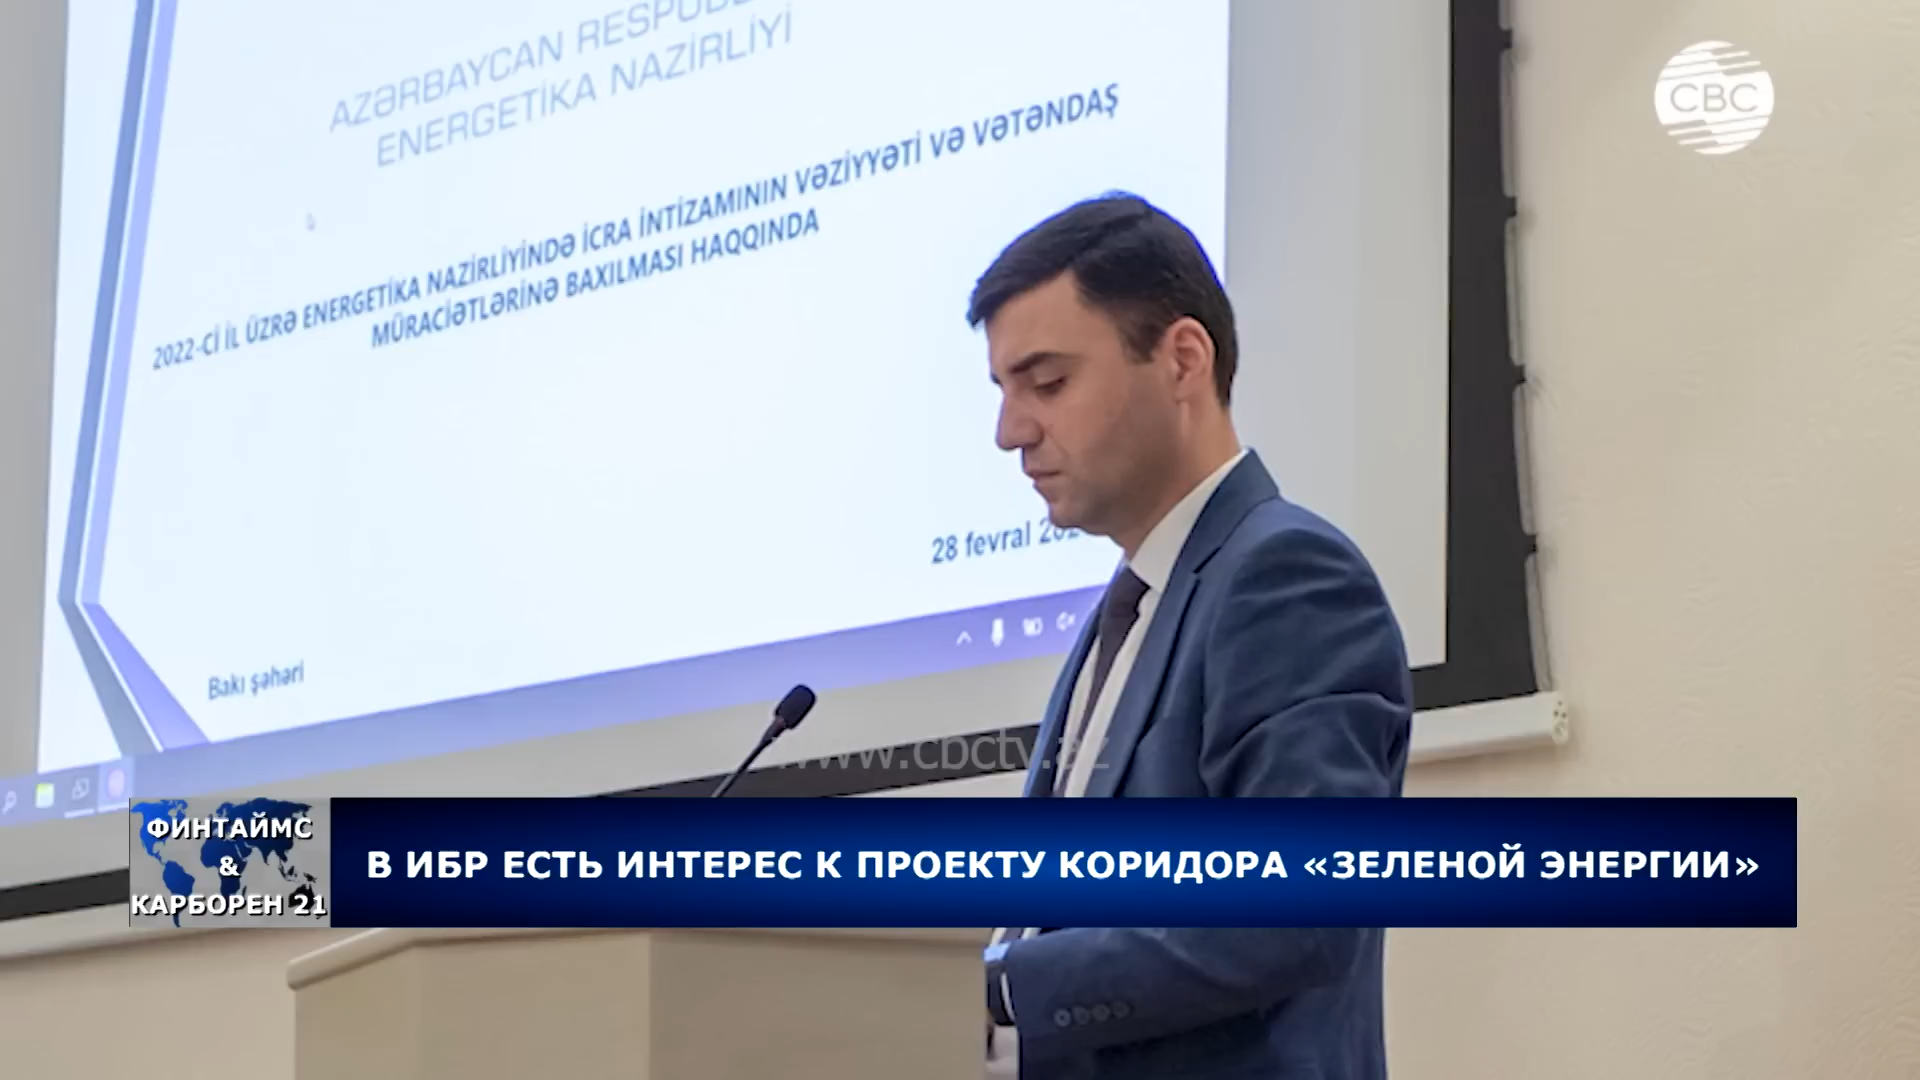 AZƏRBAYCAN
ENERGETİKA NAZİRLİYİ
2022-Cİ İL ÜZRƏ ENERGETİKA NAZİRLİYİNDƏ İCRA İNTİZAMININ VƏZİYYƏTİ VƏ VƏTƏNDAŞ
MÜRACİƏTLƏRİNƏ BAXILMASI HAQQINDA
28 fevral
Bakı şəhəri
CBC
www.cbctv.az
ФИНТАЙМС
&
КАРБОРЕН 21
В ИБР ЕСТЬ ИНТЕРЕС К ПРОЕКТУ КОРИДОРА «ЗЕЛЕНОЙ ЭНЕРГИИ»